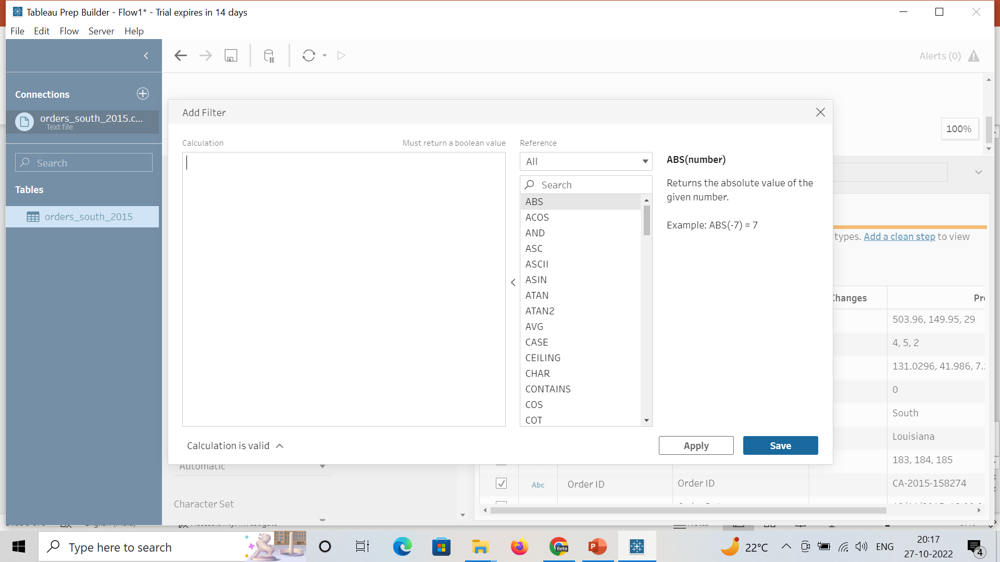 Tableau Prep Builder - Flow1* - Trial expires in 14 days
File Edit Flow Server Help
Alerts (0)
Connections
orders_south_2015.c...
Text file
Search
Tables
orders_south_2015
100%
Add Filter
Calculation
Must return a boolean value
Reference
All
Search
ABS
ACOS
AND
ASC
ASCII
ASIN
ATAN
ATAN2
AVG
CASE
CEILING
CHAR
CONTAINS
COS
COT
ABS(number)
Returns the absolute value of the
given number.
Example: ABS(-7) = 7
Calculation is valid
Apply
Save
types. Add a clean step to view
Changes
503.96, 149.95, 29
4, 5, 2
131.0296, 41.986, 7.
0
South
Louisiana
183, 184, 185
Automatic
Character Set
Abc Order ID Order ID CA-2015-158274
Type here to search
Beta
22°C
ENG
20:17
27-10-2022
4